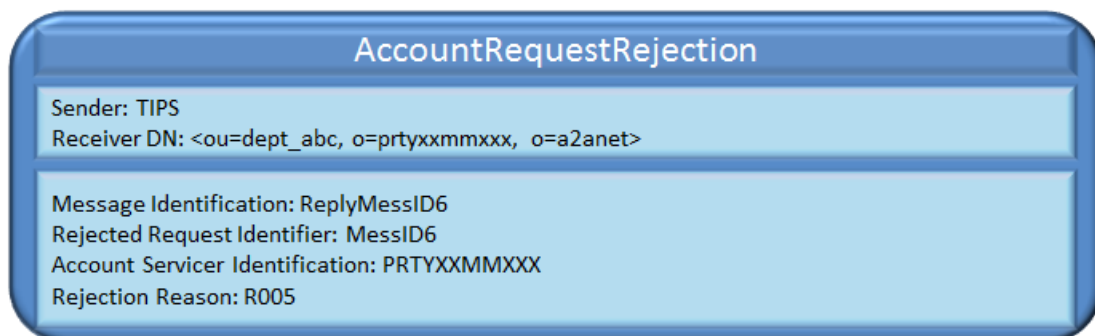 AccountRequestRejection
Sender: TIPS
Receiver DN: <ou=dept_abc, o=prtyxxmmxxx, o=a2anet>
Message Identification: ReplyMessID6
Rejected Request Identifier: MessID6
Account Servicer Identification: PRTYXXMMXXX
Rejection Reason: R005